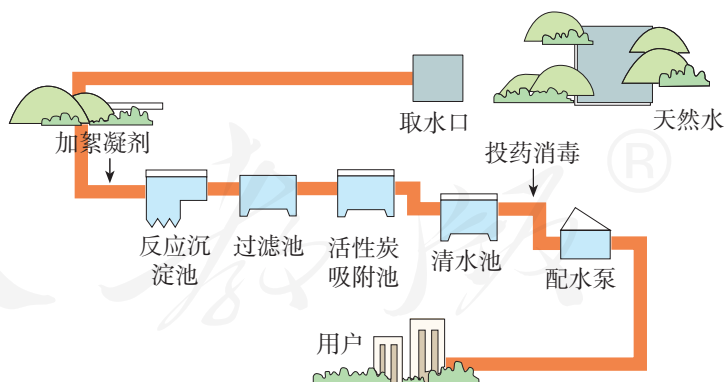 取水口
天然水
加絮凝剂
投药消毒
反应沉
淀池
过滤池
活性炭
吸附池
清水池
配水泵
用户
®